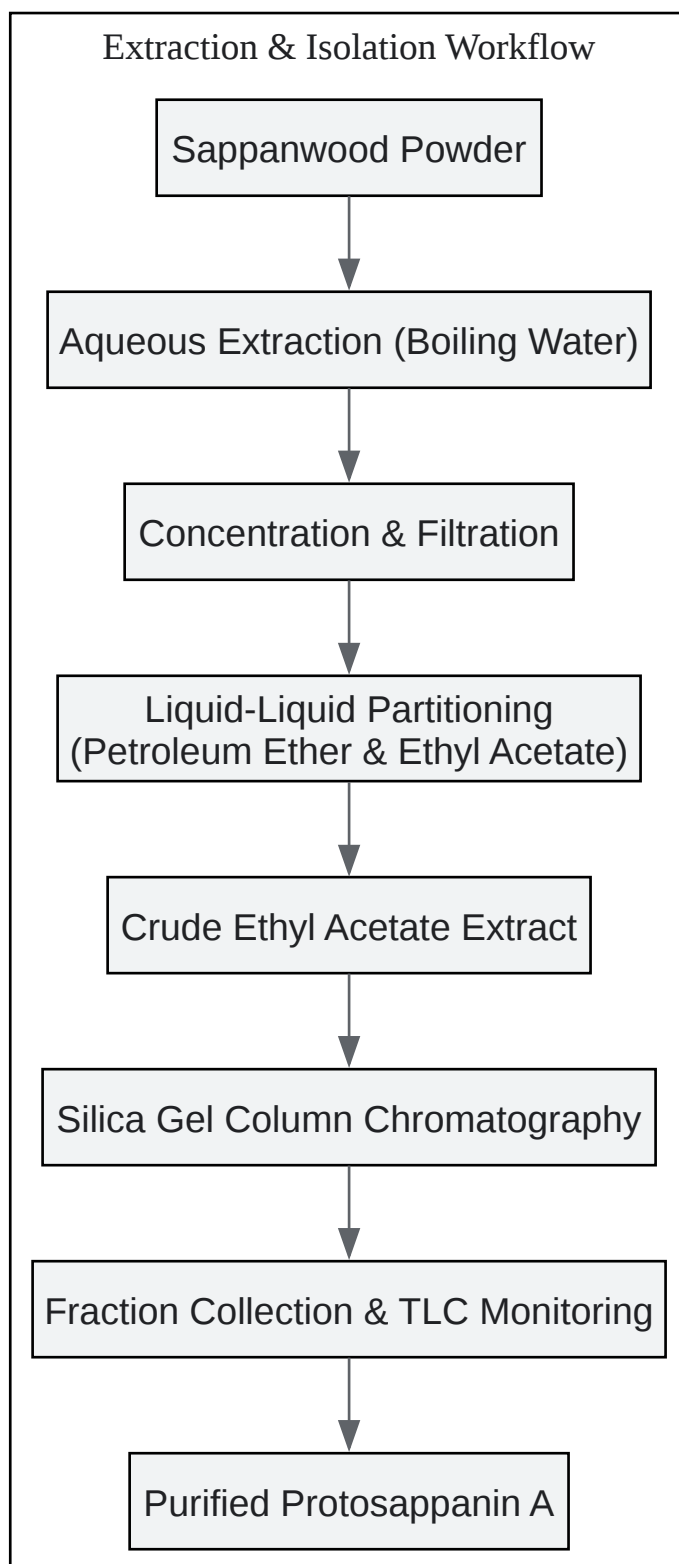 Extraction & Isolation Workflow
Sappanwood Powder
Aqueous Extraction (Boiling Water)
Concentration & Filtration
Liquid-Liquid Partitioning
(Petroleum Ether & Ethyl Acetate)
Crude Ethyl Acetate Extract
Silica Gel Column Chromatography
Fraction Collection & TLC Monitoring
Purified Protosappanin A